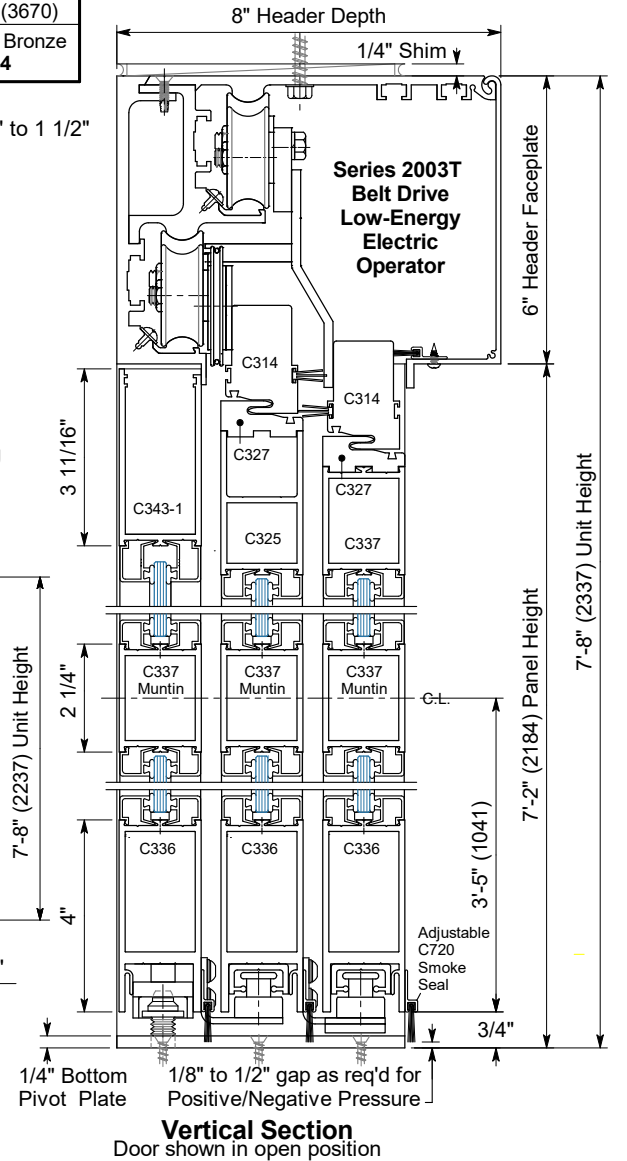 (3670)
Bronze
4
8" Header Depth
1/4" Shim
" to 1 1/2"
Series 2003T
Belt Drive
Low-Energy
Electric
Operator
6" Header Faceplate
C314
C314
3 11/16"
C327
C327
C343-1
C325
C337
7'-8" (2237) Unit Height
2 1/4"
C337
Muntin
C337
Muntin
C337
Muntin
C.L.
7'-2" (2184) Panel Height
7'-8" (2337) Unit Height
3'-5" (1041)
C336
C336
C336
4"
Adjustable
C720
Smoke
Seal
"
3/4"
1/4" Bottom
Pivot Plate
1/8" to 1/2" gap as req'd for
Positive/Negative Pressure
Vertical Section
Door shown in open position